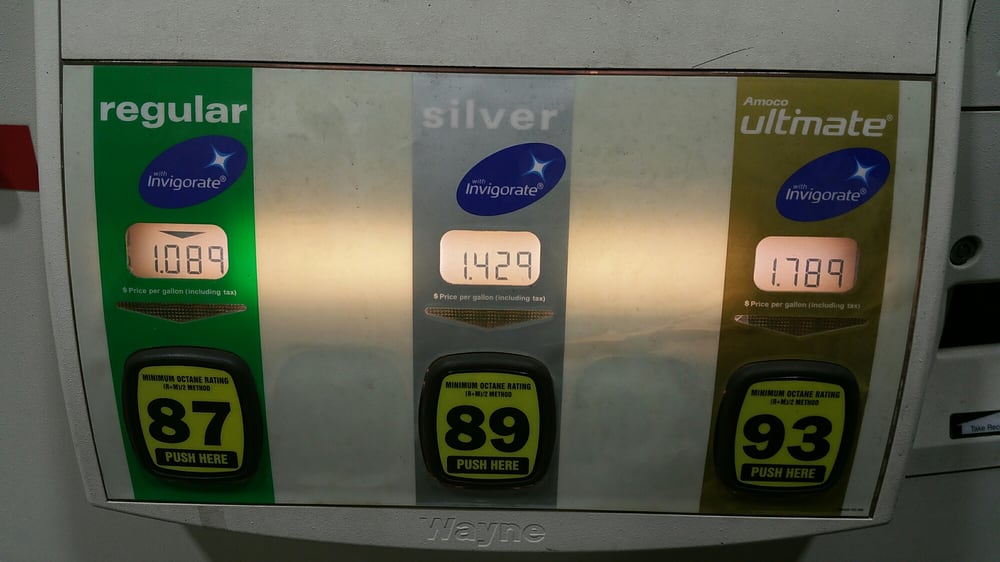 regular
with
Invigorate®
1.089
$ Price per gallon (including tax)
MINIMUM OCTANE RATING
(R+M)/2 METHOD
87
PUSH HERE
silver
with
Invigorate®
1.429
$ Price per gallon (including tax)
MINIMUM OCTANE RATING
(R+M)/2 METHOD
89
PUSH HERE
Amoco
ultimate®
with
Invigorate®
1.789
$ Price per gallon (including tax)
MINIMUM OCTANE RATING
(R+M)/2 METHOD
93
PUSH HERE
Take Rec
Wayne